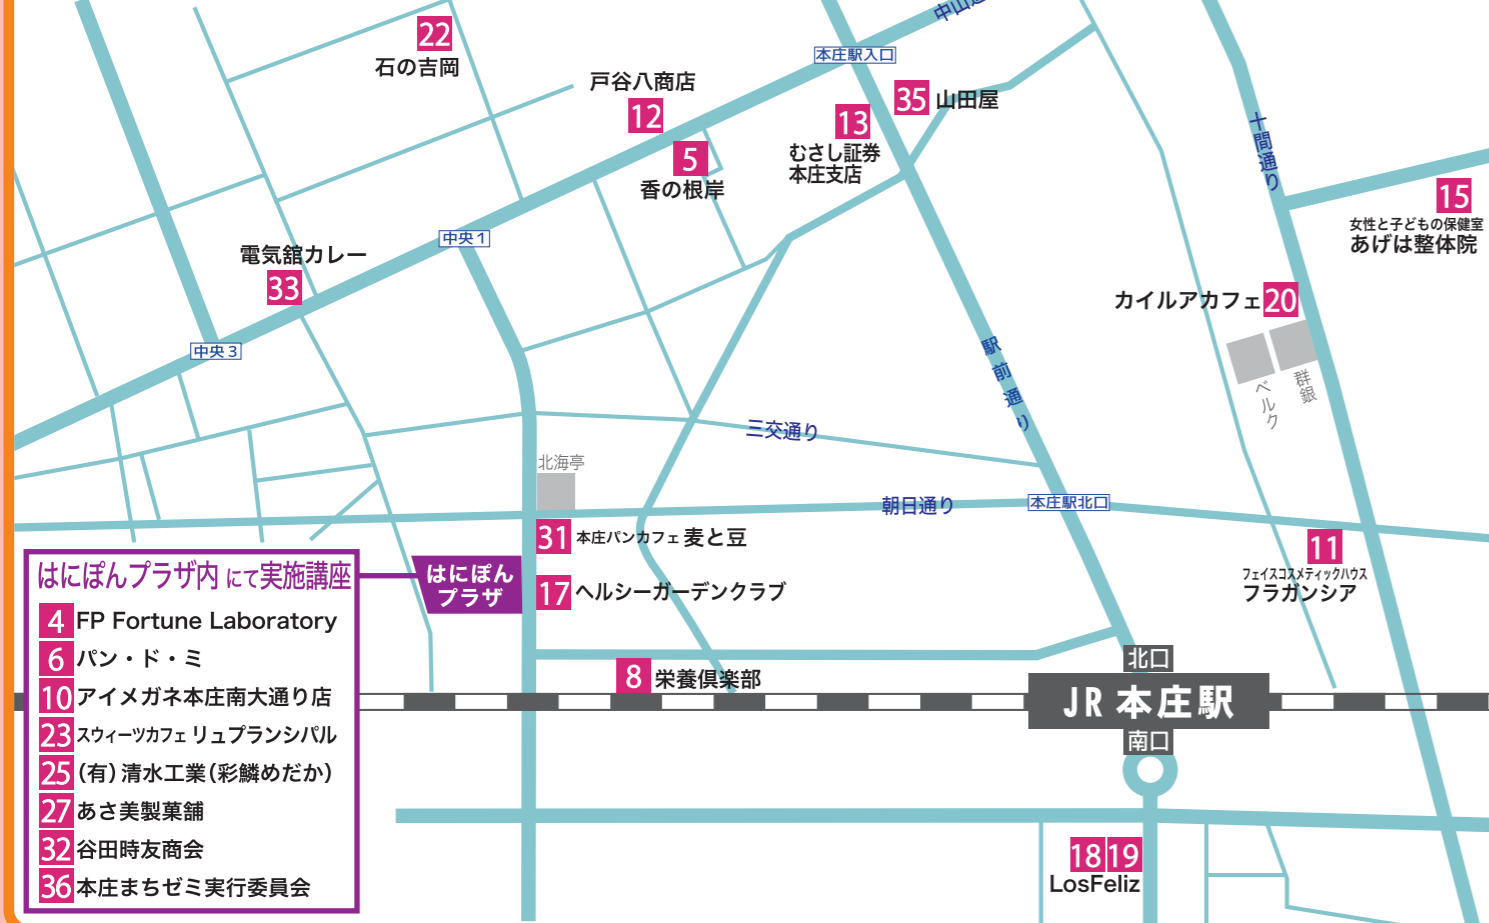 中山道
22
石の吉岡
本庄駅入口
戸谷八商店
12
35 山田屋
13
むさし証券
本庄支店
5
香の根岸
十間通り
15
女性と子どもの保健室
あげは整体院
中央1
電気舘カレー
33
カイルアカフェ 20
中央3
駅前通り
ベルク
群銀
三交通り
北海亭
朝日通り
本庄駅北口
31 本庄パンカフェ 麦と豆
11
フェイスコスメティックハウス
フラガンシア
はにぽん
プラザ
17 ヘルシーガーデンクラブ
8 栄養倶楽部
北口
JR 本庄駅
南口
18 19
LosFeliz
はにぽんプラザ内 にて実施講座
4 FP Fortune Laboratory
6 パン・ド・ミ
10 アイメガネ本庄南大通り店
23 スウィーツカフェ リュプランシパル
25 (有)清水工業(彩鱗めだか)
27 あさ美製菓舗
32 谷田時友商会
36 本庄まちゼミ実行委員会